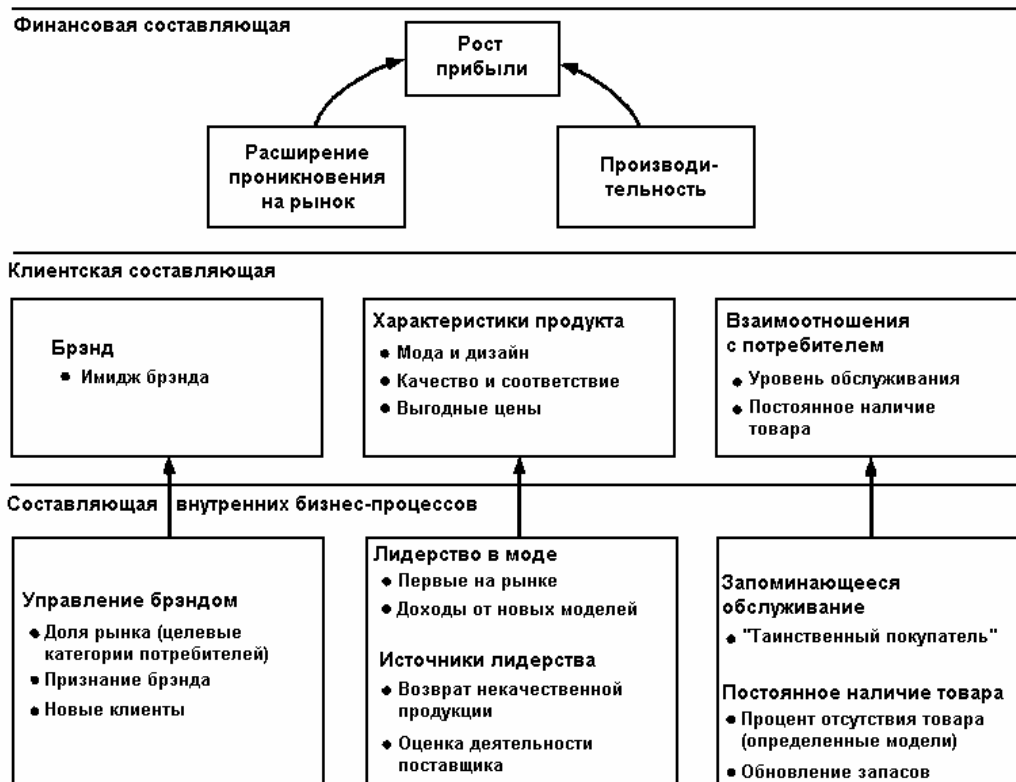 Финансовая составляющая
Рост
прибыли
Расширение
проникновения
на рынок
Производи-
тельность
Клиентская составляющая
Брэнд
• Имидж брэнда
Характеристики продукта
• Мода и дизайн
• Качество и соответствие
• Выгодные цены
Взаимоотношения
с потребителем
• Уровень обслуживания
• Постоянное наличие
товара
Составляющая внутренних бизнес-процессов
Управление брэндом
• Доля рынка (целевые
категории потребителей)
• Признание брэнда
• Новые клиенты
Лидерство в моде
• Первые на рынке
• Доходы от новых моделей
Источники лидерства
• Возврат некачественной
продукции
• Оценка деятельности
поставщика
Запоминающееся
обслуживание
• "Таинственный покупатель"
Постоянное наличие товара
• Процент отсутствия товара
(определенные модели)
• Обновление запасов